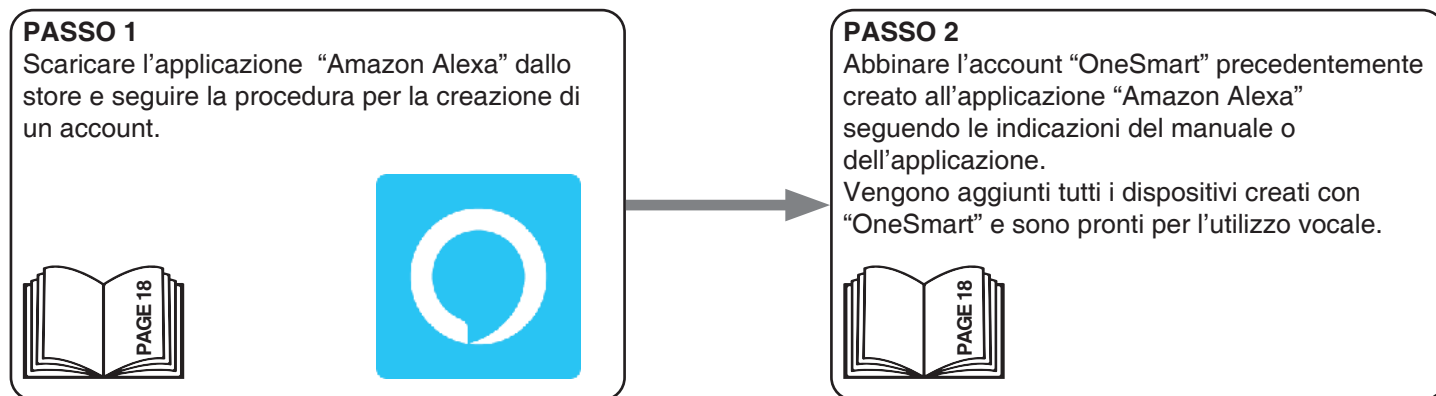 PASSO 1
Scaricare l’applicazione “Amazon Alexa” dallo
store e seguire la procedura per la creazione di
un account.
PAGE 18
PASSO 2
Abbinare l’account “OneSmart” precedentemente
creato all’applicazione “Amazon Alexa”
seguendo le indicazioni del manuale o
dell’applicazione.
Vengono aggiunti tutti i dispositivi creati con
“OneSmart” e sono pronti per l’utilizzo vocale.
PAGE 18